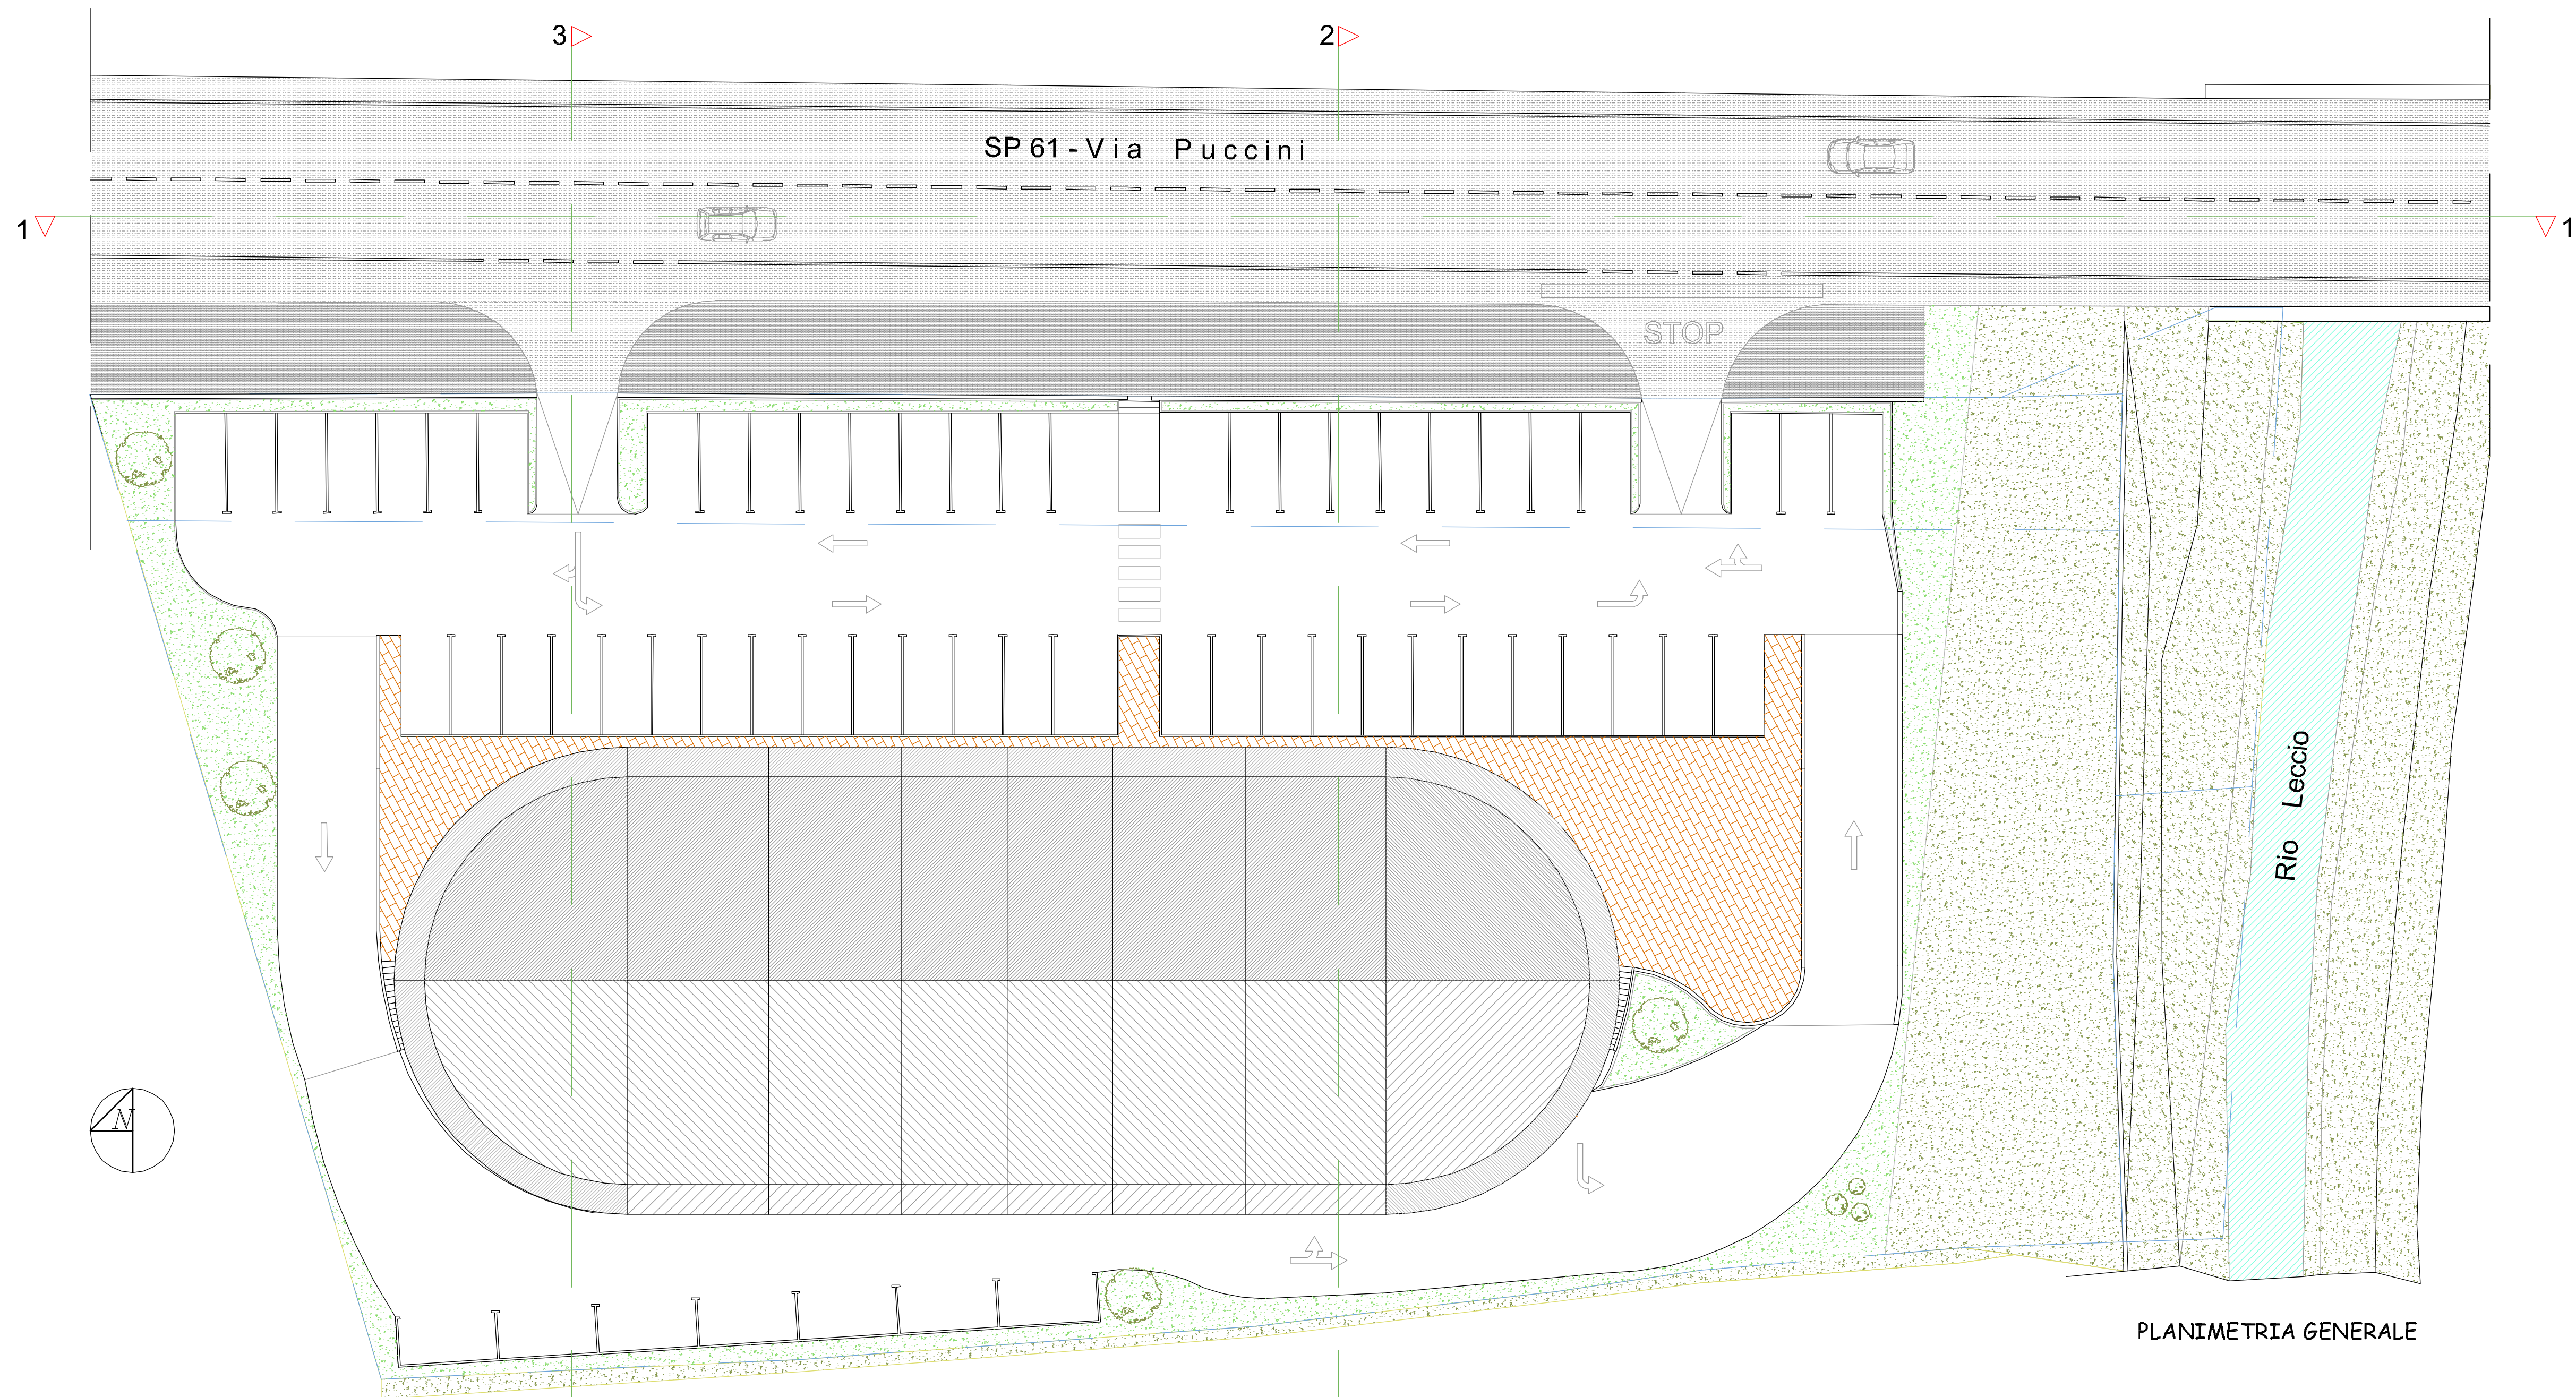 3
2
SP 61 - Via Puccini
1
1
STOP
Rio Leccio
N
PLANIMETRIA GENERALE